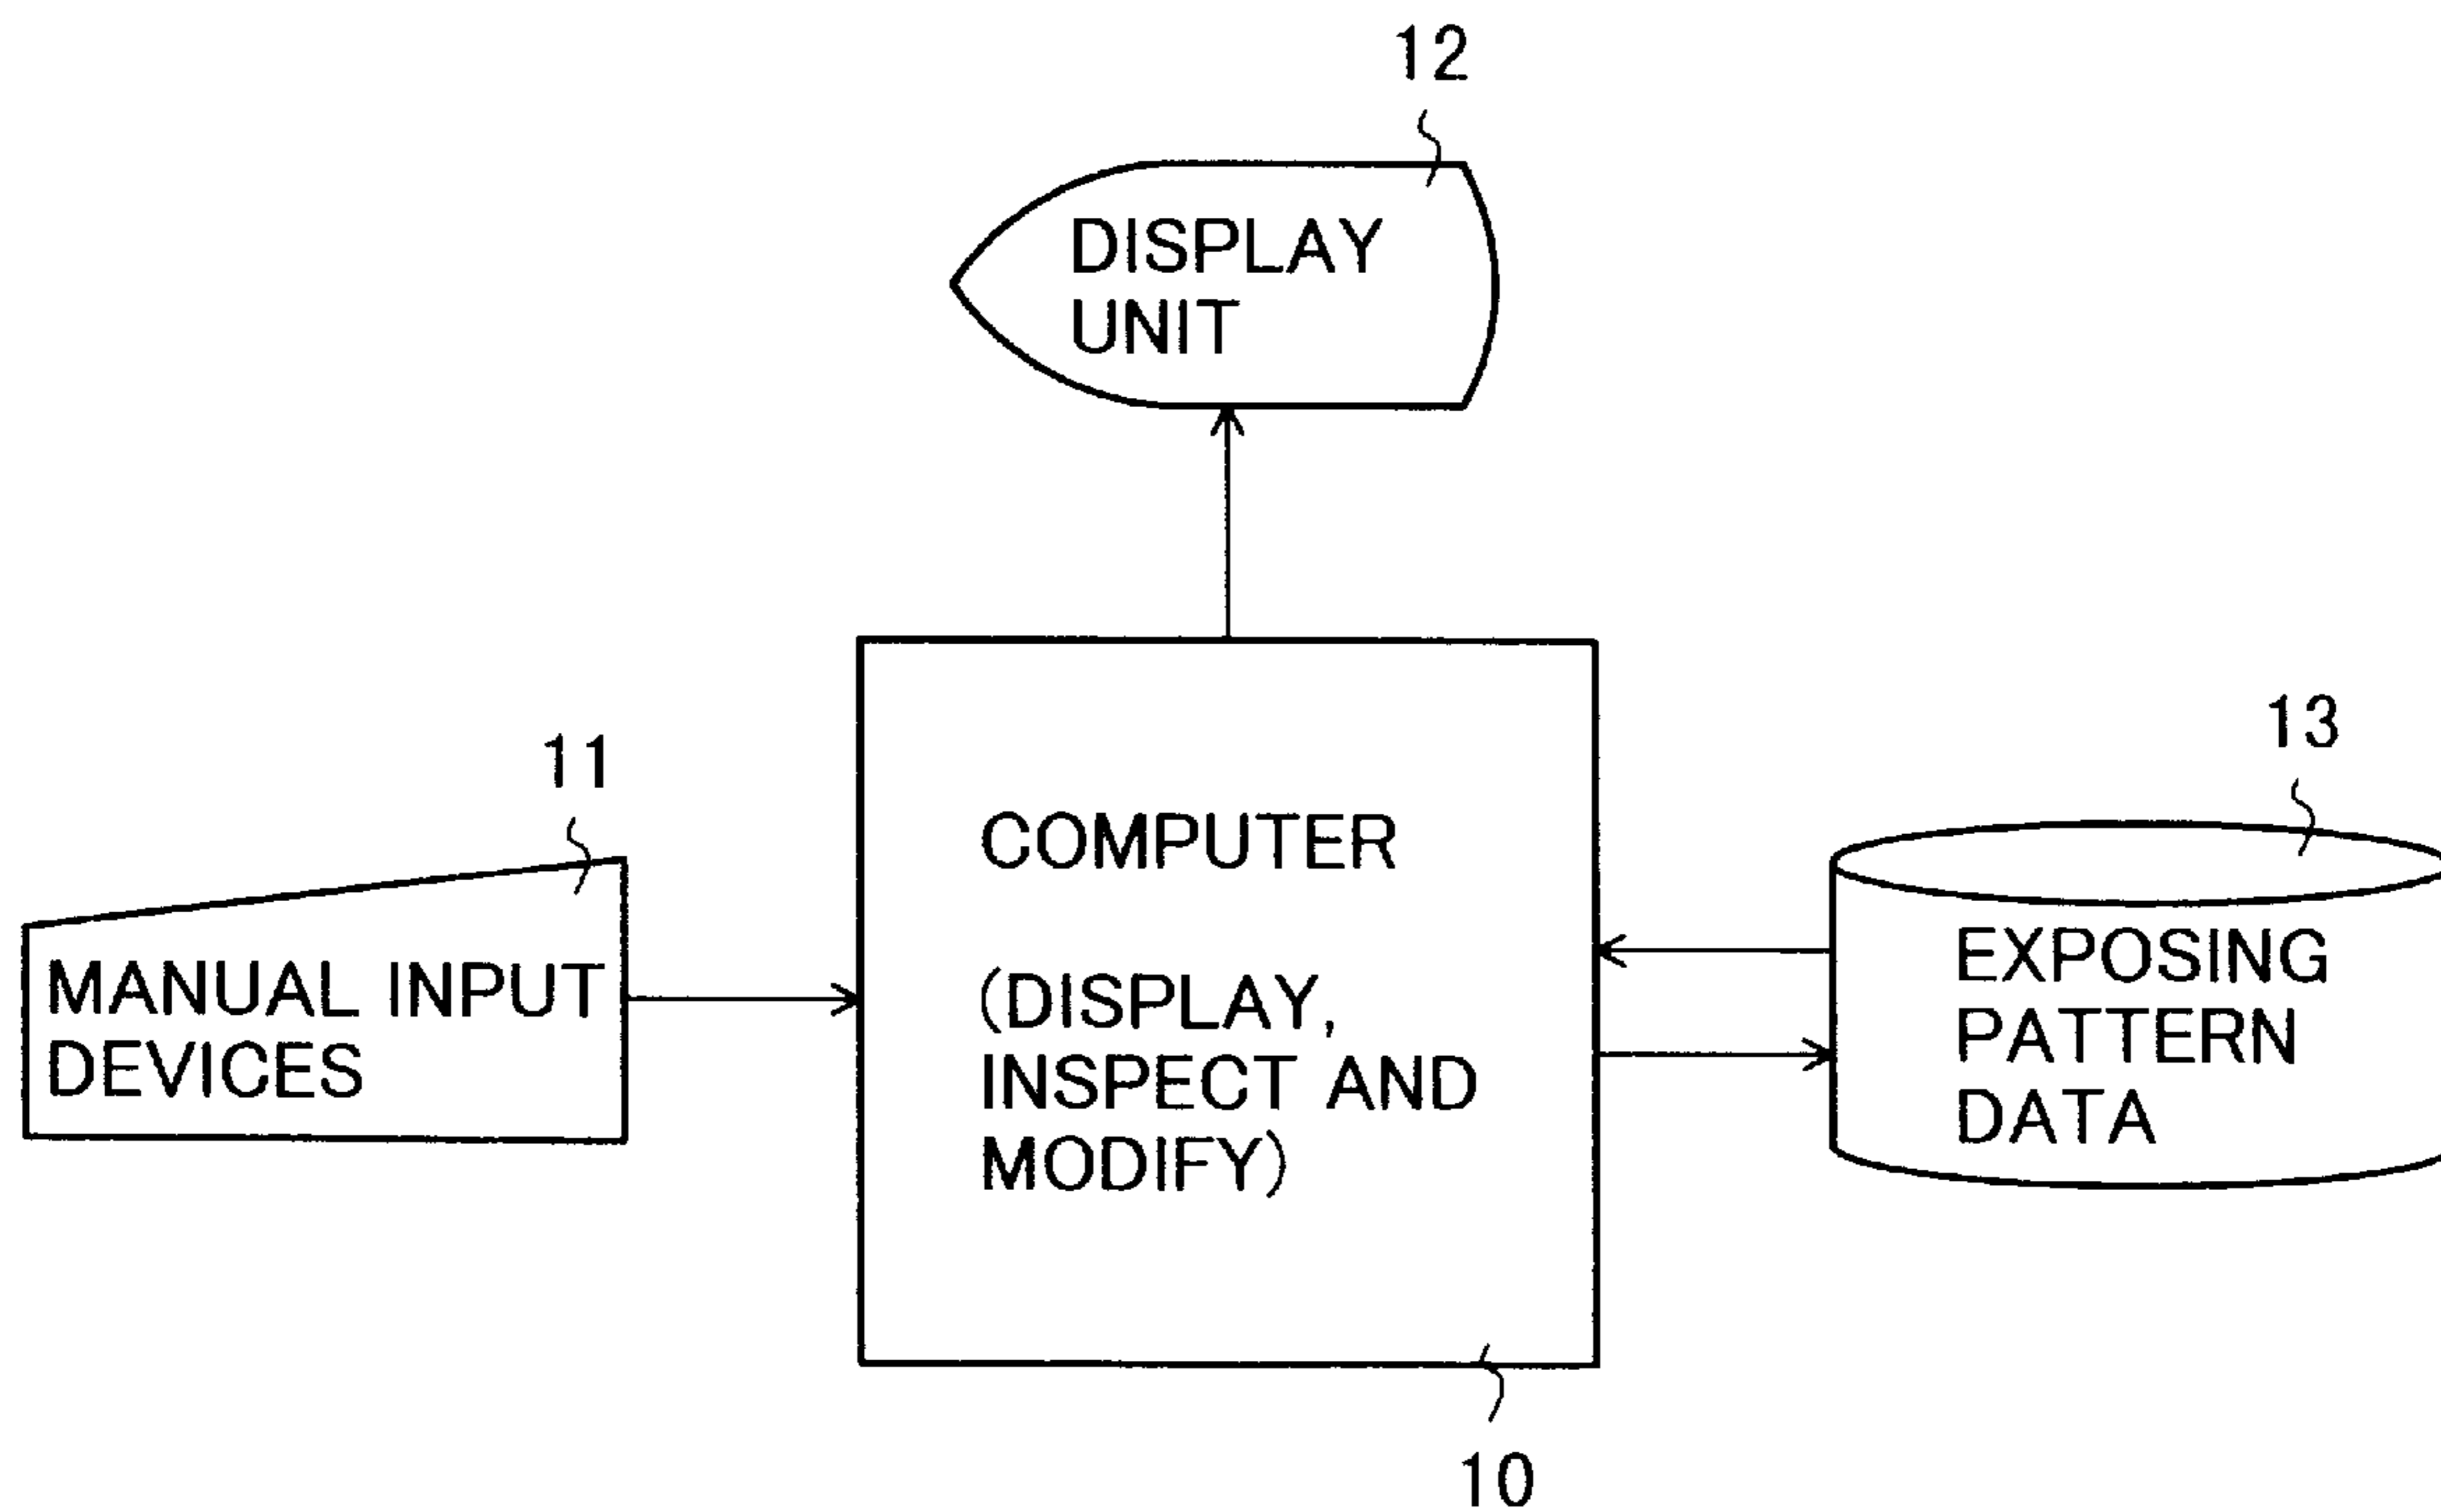 12
DISPLAY
UNIT
11
MANUAL INPUT
DEVICES
COMPUTER
(DISPLAY,
INSPECT AND
MODIFY)
10
13
EXPOSING
PATTERN
DATA